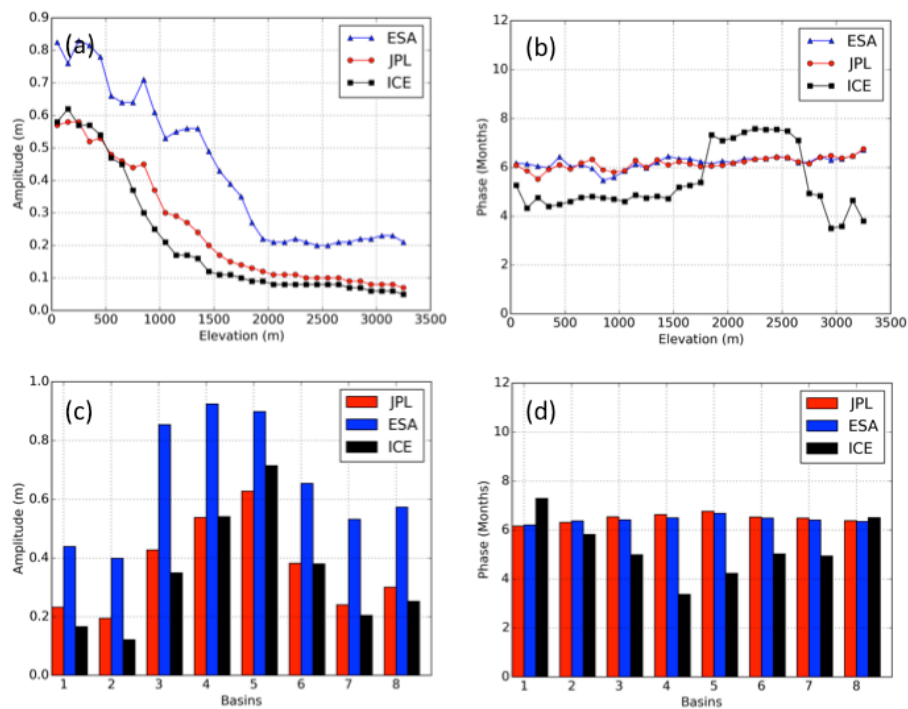 (a)
ESA
JPL
ICE
Amplitude (m)
0.9
0.8
0.7
0.6
0.5
0.4
0.3
0.2
0.1
0.0
0 500 1000 1500 2000 2500 3000 3500
Elevation (m)
(b)
ESA
JPL
ICE
Phase (Months)
12
10
8
6
4
2
0
0 500 1000 1500 2000 2500 3000 3500
Elevation (m)
(c)
JPL
ESA
ICE
Amplitude (m)
1.0
0.8
0.6
0.4
0.2
0.0
1 2 3 4 5 6 7 8
Basins
(d)
JPL
ESA
ICE
Phase (Months)
12
10
8
6
4
2
0
1 2 3 4 5 6 7 8
Basins